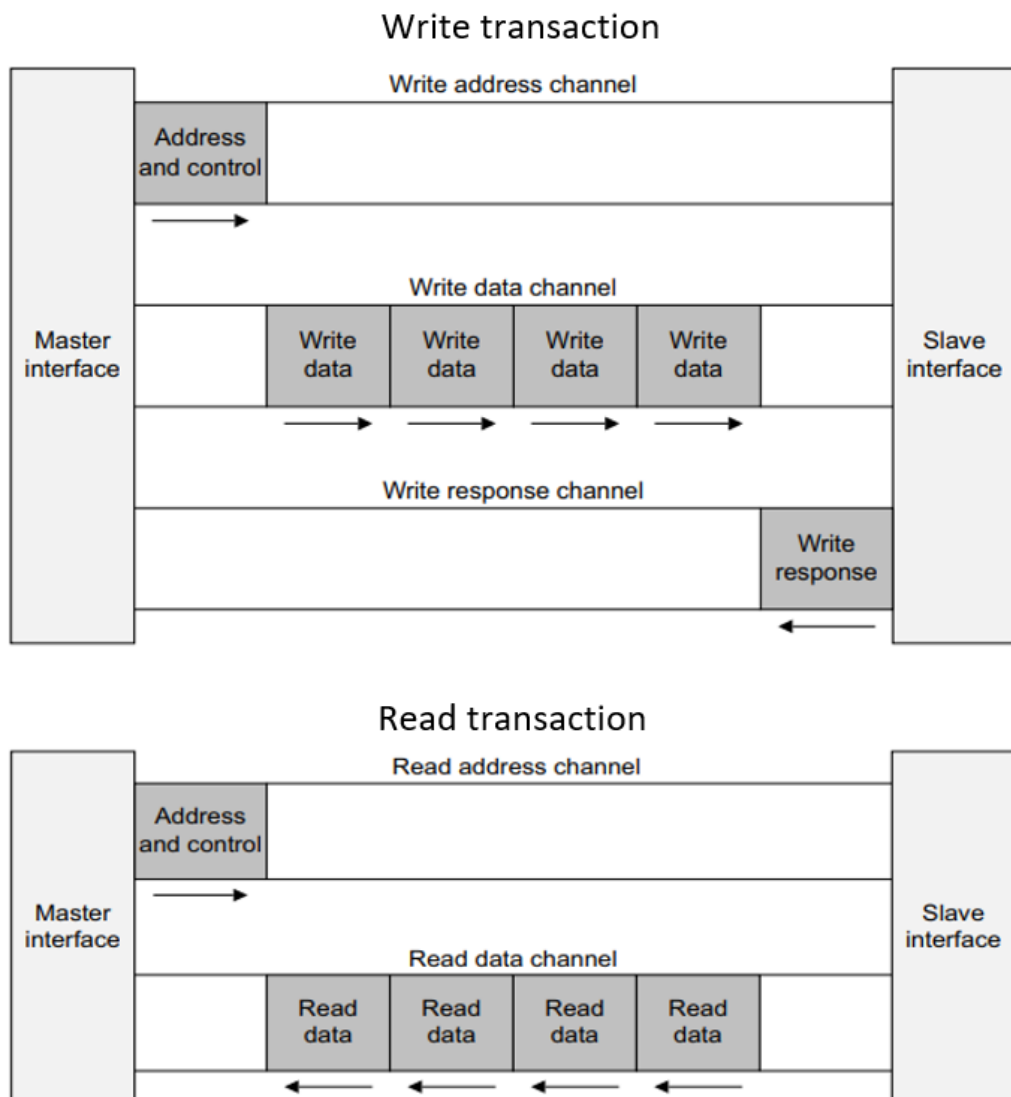 Write transaction
Write address channel
Address
and control
Write data channel
Master
interface
Write
data
Write
data
Write
data
Write
data
Slave
interface
Write response channel
Write
response
Read transaction
Read address channel
Address
and control
Master
interface
Slave
interface
Read data channel
Read
data
Read
data
Read
data
Read
data